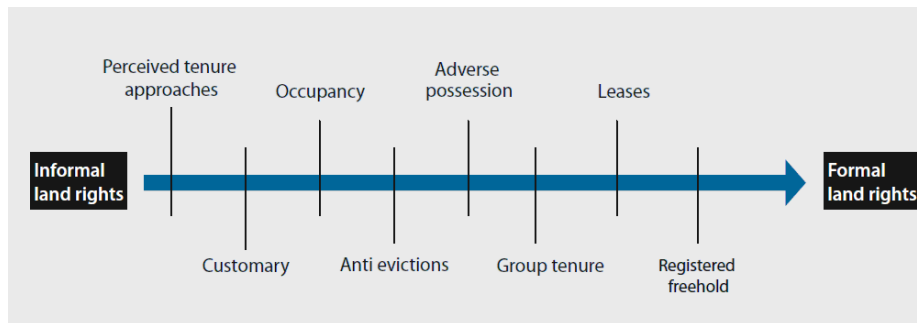 Perceived tenure
approaches
Occupancy
Adverse
possession
Leases
Informal
land rights
Formal
land rights
Customary
Anti evictions
Group tenure
Registered
freehold